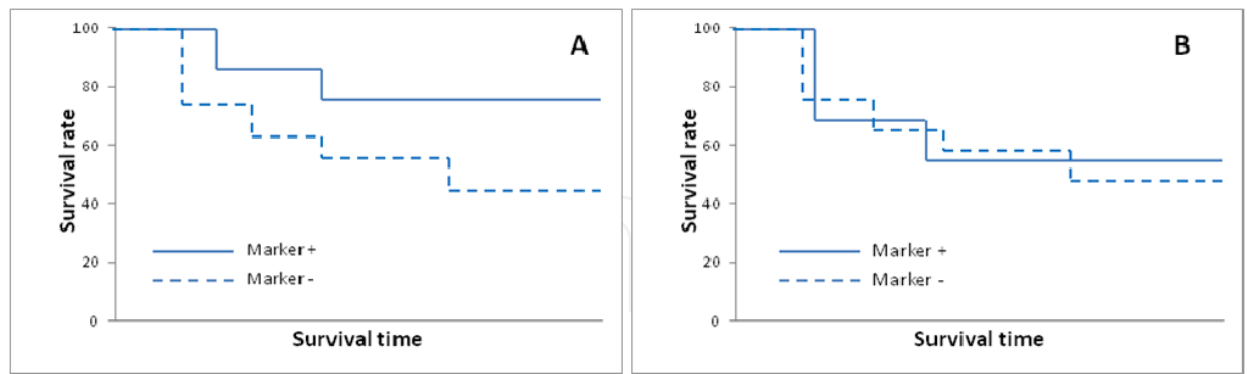 A
100
80
60
40
20
0
Survival rate
Marker +
Marker -
Survival time
B
100
80
60
40
20
0
Survival rate
Marker +
Marker -
Survival time